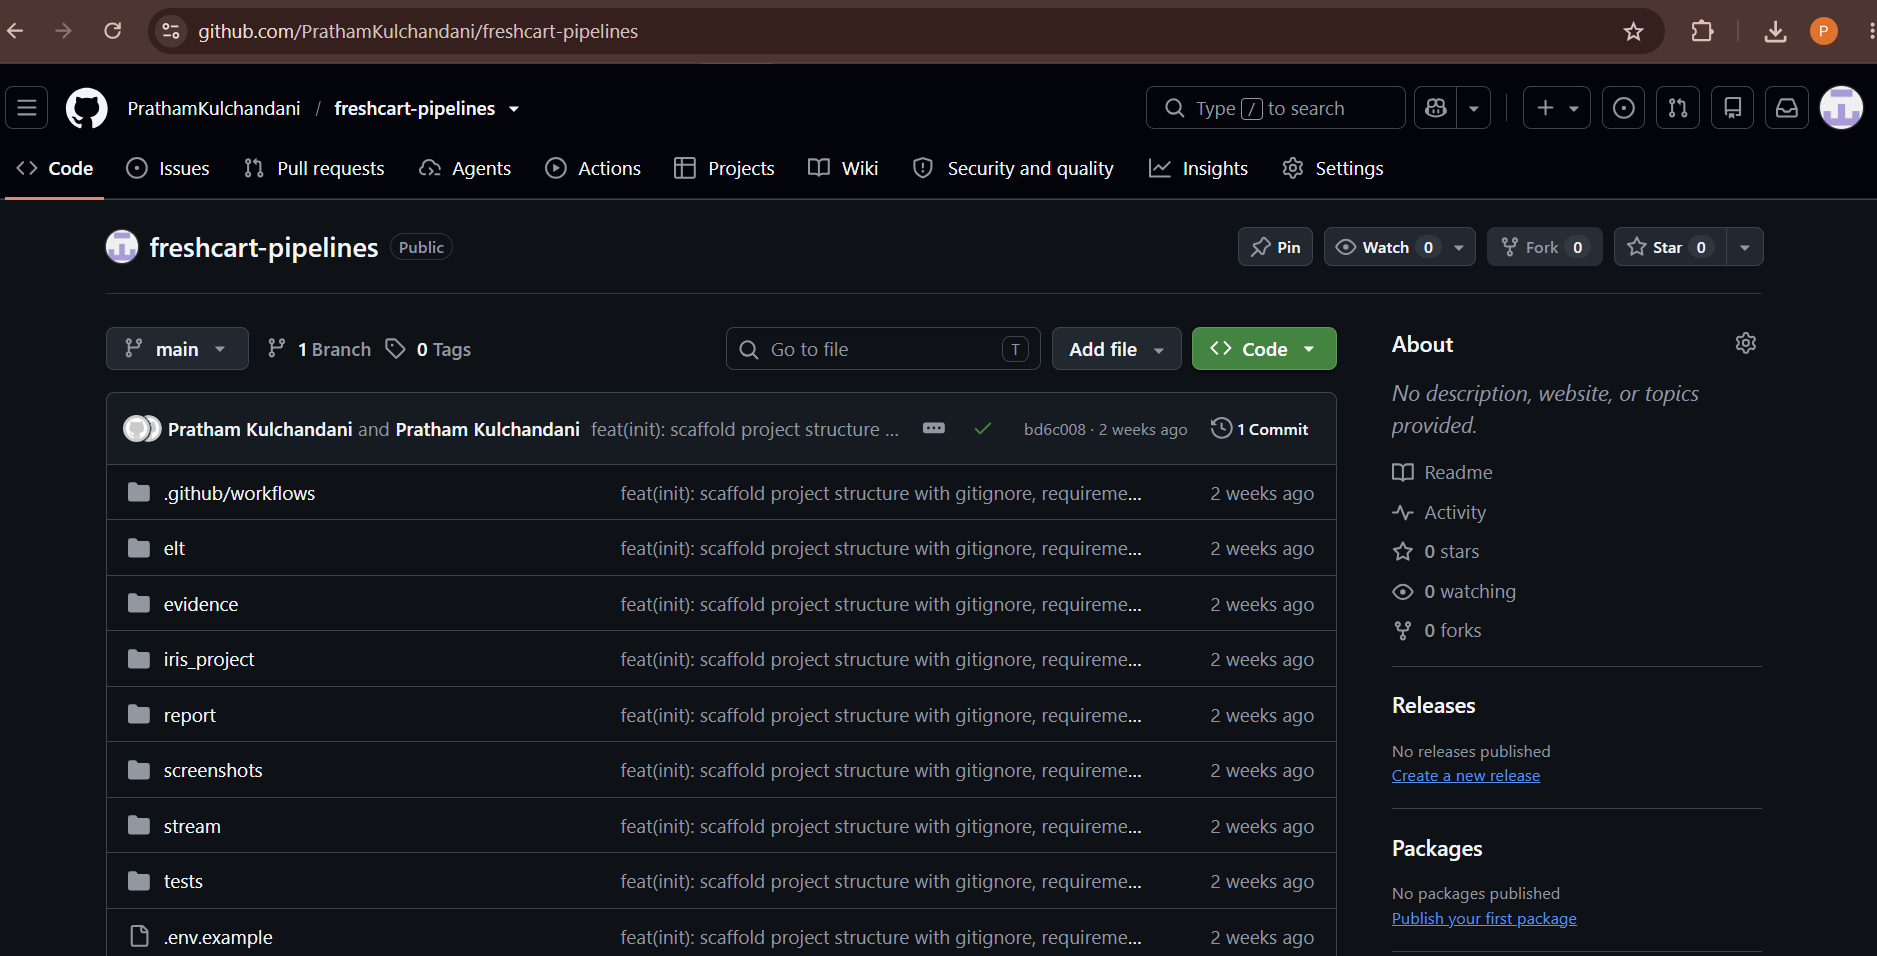 github.com/PrathamKulchandani/freshcart-pipelines
P
PrathamKulchandani / freshcart-pipelines
Type / to search
Code Issues Pull requests Agents Actions Projects Wiki Security and quality Insights Settings
freshcart-pipelines Public
Pin Watch 0 Fork 0 Star 0
main 1 Branch 0 Tags
Go to file T Add file Code
Pratham Kulchandani and Pratham Kulchandani feat(init): scaffold project structure ... bd6c008 · 2 weeks ago 1 Commit
.github/workflows feat(init): scaffold project structure with gitignore, requireme... 2 weeks ago
elt feat(init): scaffold project structure with gitignore, requireme... 2 weeks ago
evidence feat(init): scaffold project structure with gitignore, requireme... 2 weeks ago
iris_project feat(init): scaffold project structure with gitignore, requireme... 2 weeks ago
report feat(init): scaffold project structure with gitignore, requireme... 2 weeks ago
screenshots feat(init): scaffold project structure with gitignore, requireme... 2 weeks ago
stream feat(init): scaffold project structure with gitignore, requireme... 2 weeks ago
tests feat(init): scaffold project structure with gitignore, requireme... 2 weeks ago
.env.example feat(init): scaffold project structure with gitignore, requireme... 2 weeks ago
About
No description, website, or topics
provided.
Readme
Activity
0 stars
0 watching
0 forks
Releases
No releases published
Create a new release
Packages
No packages published
Publish your first package